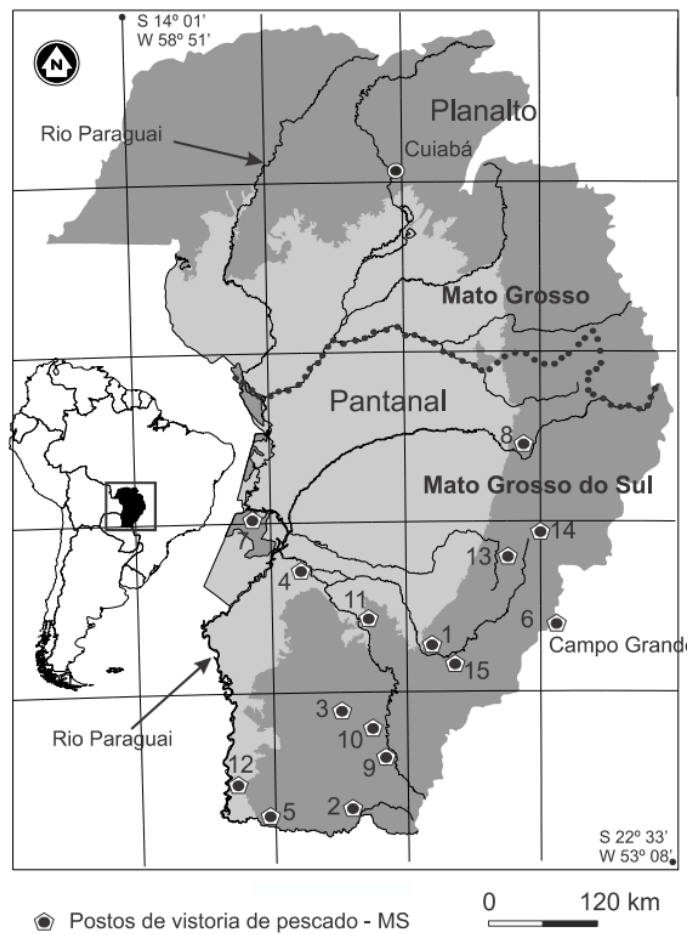 S 14º 01’
W 58º 51’
N
Planalto
Rio Paraguai
Cuiabá
Mato Grosso
Pantanal
8
Mato Grosso do Sul
7
14
13
4
11
6
1
Campo Grande
15
3
Rio Paraguai
10
9
12
2
5
S 22º 33’
W 53º 08’
0 120 km
Postos de vistoria de pescado - MS